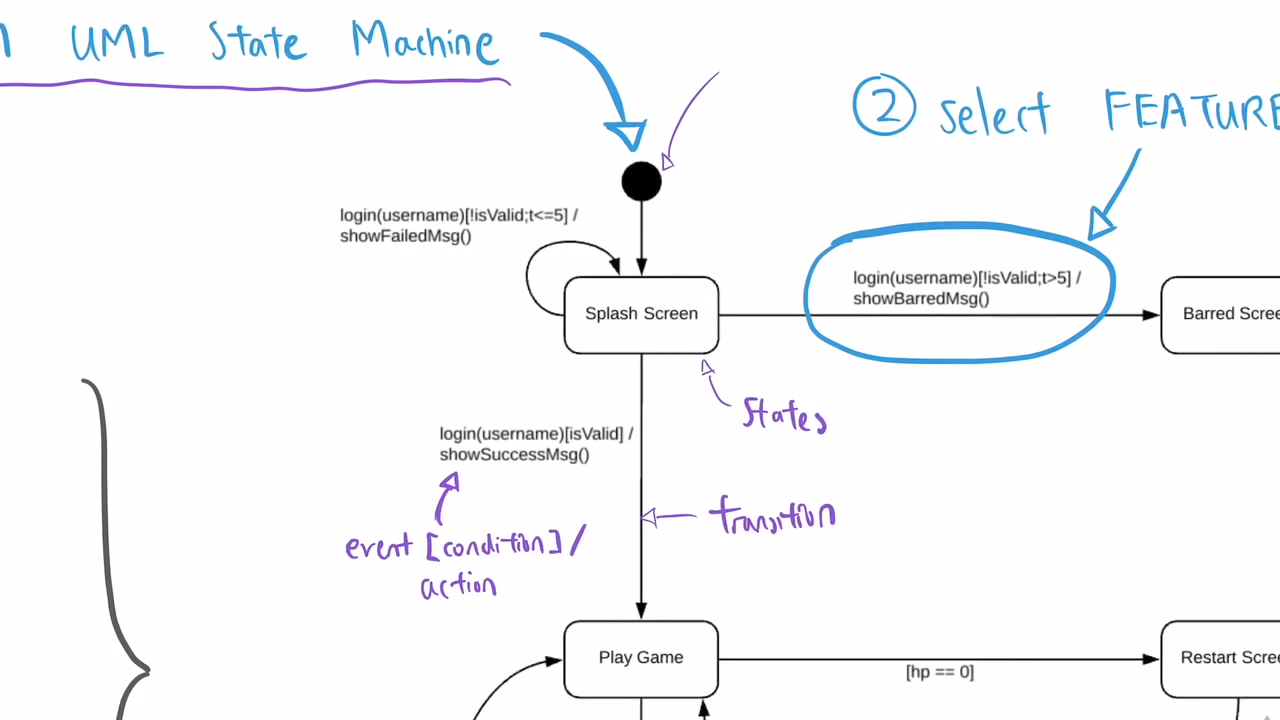 UML State Machine
② select FEATURE
login(username)[!isValid;t<=5] /
showFailedMsg()
login(username)[!isValid;t>5] /
showBarredMsg()
Splash Screen
Barred Scree
States
login(username)[isValid] /
showSuccessMsg()
transition
event [condition] /
action
Play Game
[hp == 0]
Restart Scree